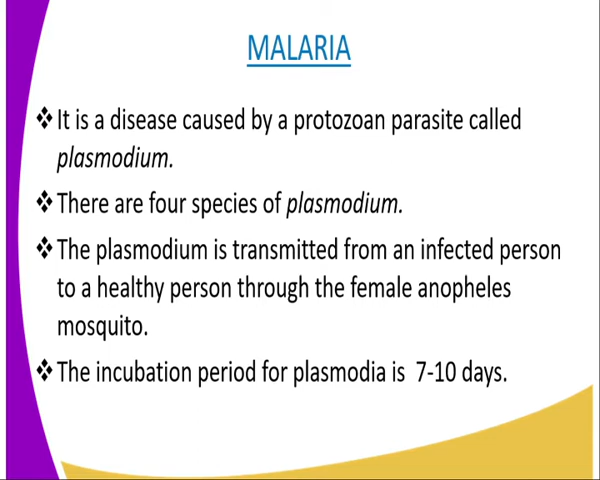 MALARIA
❖It is a disease caused by a protozoan parasite called
plasmodium.
❖There are four species of plasmodium.
❖The plasmodium is transmitted from an infected person
to a healthy person through the female anopheles
mosquito.
❖The incubation period for plasmodia is 7-10 days.